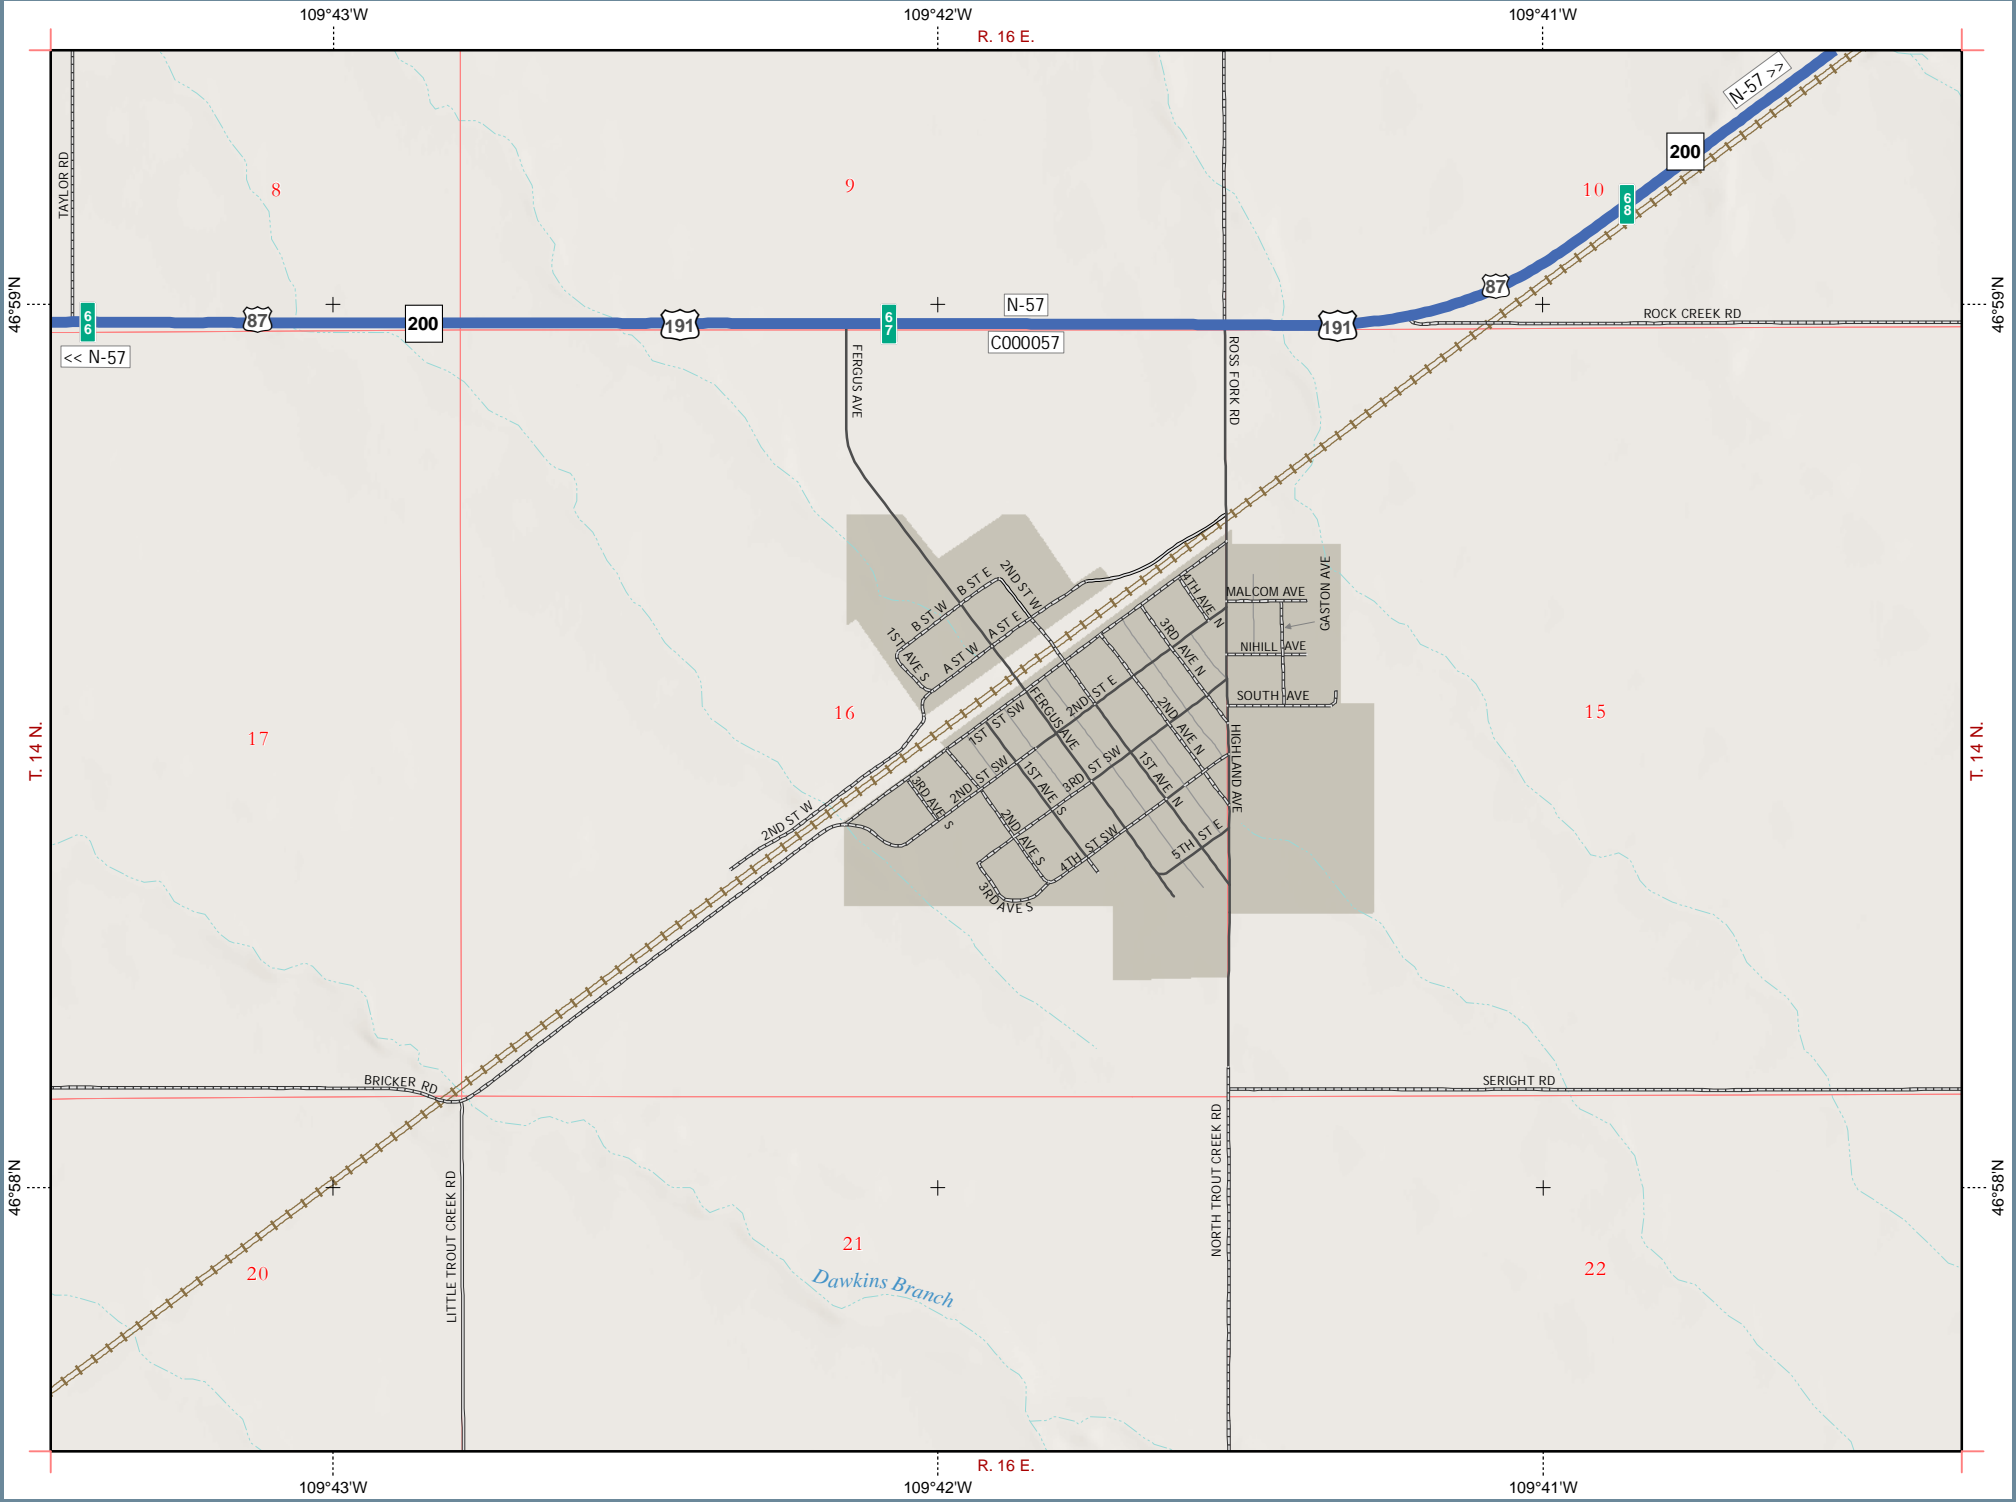 109°43'W
109°42'W
109°41'W
R. 16 E.
N-57 >>
200
TAYLOR RD
8
9
10
68
46°59'N
46°59'N
66
87
200
191
67
N-57
C000057
191
87
ROCK CREEK RD
<< N-57
FERGUS AVE
ROSS FORK RD
B ST E
2ND ST W
B ST W
A ST E
1ST AVE S
A ST W
4TH AVE N
MALCOM AVE
GASTON AVE
3RD AVE N
NIHILL AVE
SOUTH AVE
2ND ST E
FERGUS AVE
1ST ST SW
2ND AVE N
HIGHLAND AVE
T. 14 N.
17
16
15
T. 14 N.
2ND ST SW
1ST AVE S
3RD ST SW
1ST AVE N
3RD AVE S
2ND ST W
2ND AVE S
4TH ST SW
5TH ST E
3RD AVE S
BRICKER RD
SERIGHT RD
LITTLE TROUT CREEK RD
NORTH TROUT CREEK RD
46°58'N
46°58'N
20
21
22
Dawkins Branch
R. 16 E.
109°43'W
109°42'W
109°41'W